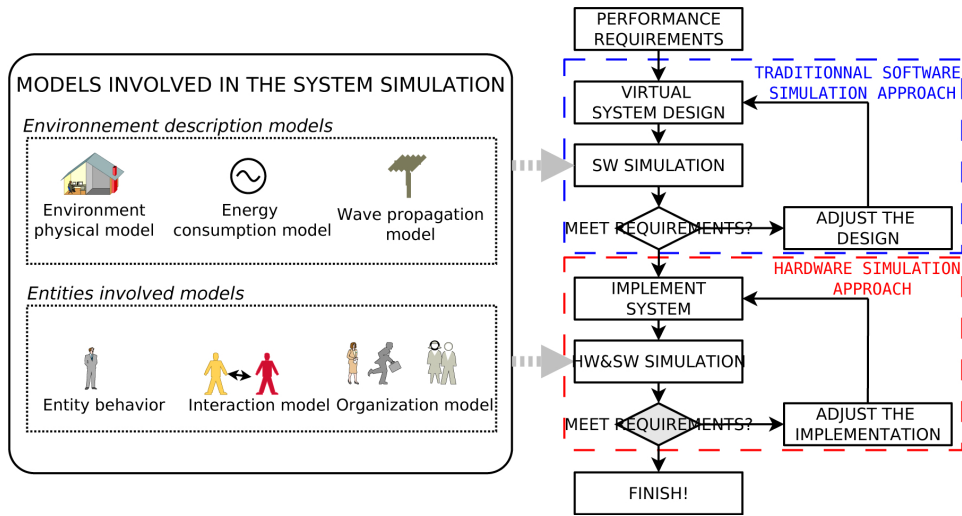 MODELS INVOLVED IN THE SYSTEM SIMULATION
Environnement description models
Environment
physical model
Energy
consumption model
Wave propagation
model
Entities involved models
Entity behavior
Interaction model
Organization model
PERFORMANCE
REQUIREMENTS
TRADITIONNAL SOFTWARE
SIMULATION APPROACH
VIRTUAL
SYSTEM DESIGN
SW SIMULATION
MEET REQUIREMENTS?
ADJUST THE
DESIGN
HARDWARE SIMULATION
APPROACH
IMPLEMENT
SYSTEM
HW&SW SIMULATION
MEET REQUIREMENTS?
ADJUST THE
IMPLEMENTATION
FINISH!